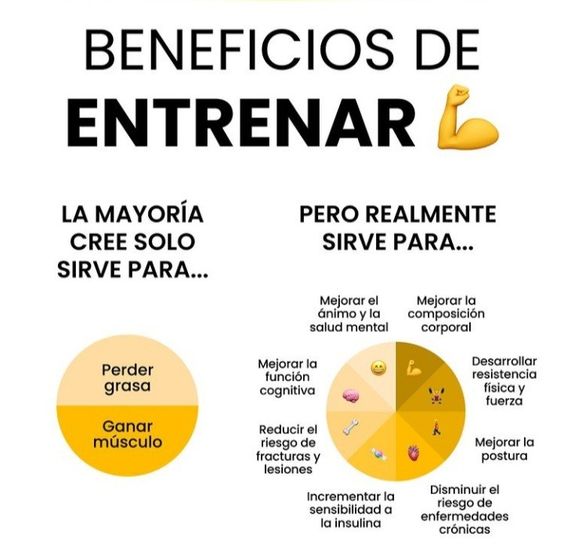 BENEFICIOS DE
ENTRENAR 💪
LA MAYORÍA
CREE SOLO
SIRVE PARA...
Perder
grasa
Ganar
músculo
PERO REALMENTE
SIRVE PARA...
Mejorar el
ánimo y la
salud mental
Mejorar la
composición
corporal
Mejorar la
función
cognitiva
Desarrollar
resistencia
física y
fuerza
Reducir el
riesgo de
fracturas y
lesiones
Mejorar la
postura
Incrementar la
sensibilidad a
la insulina
Disminuir el
riesgo de
enfermedades
crónicas